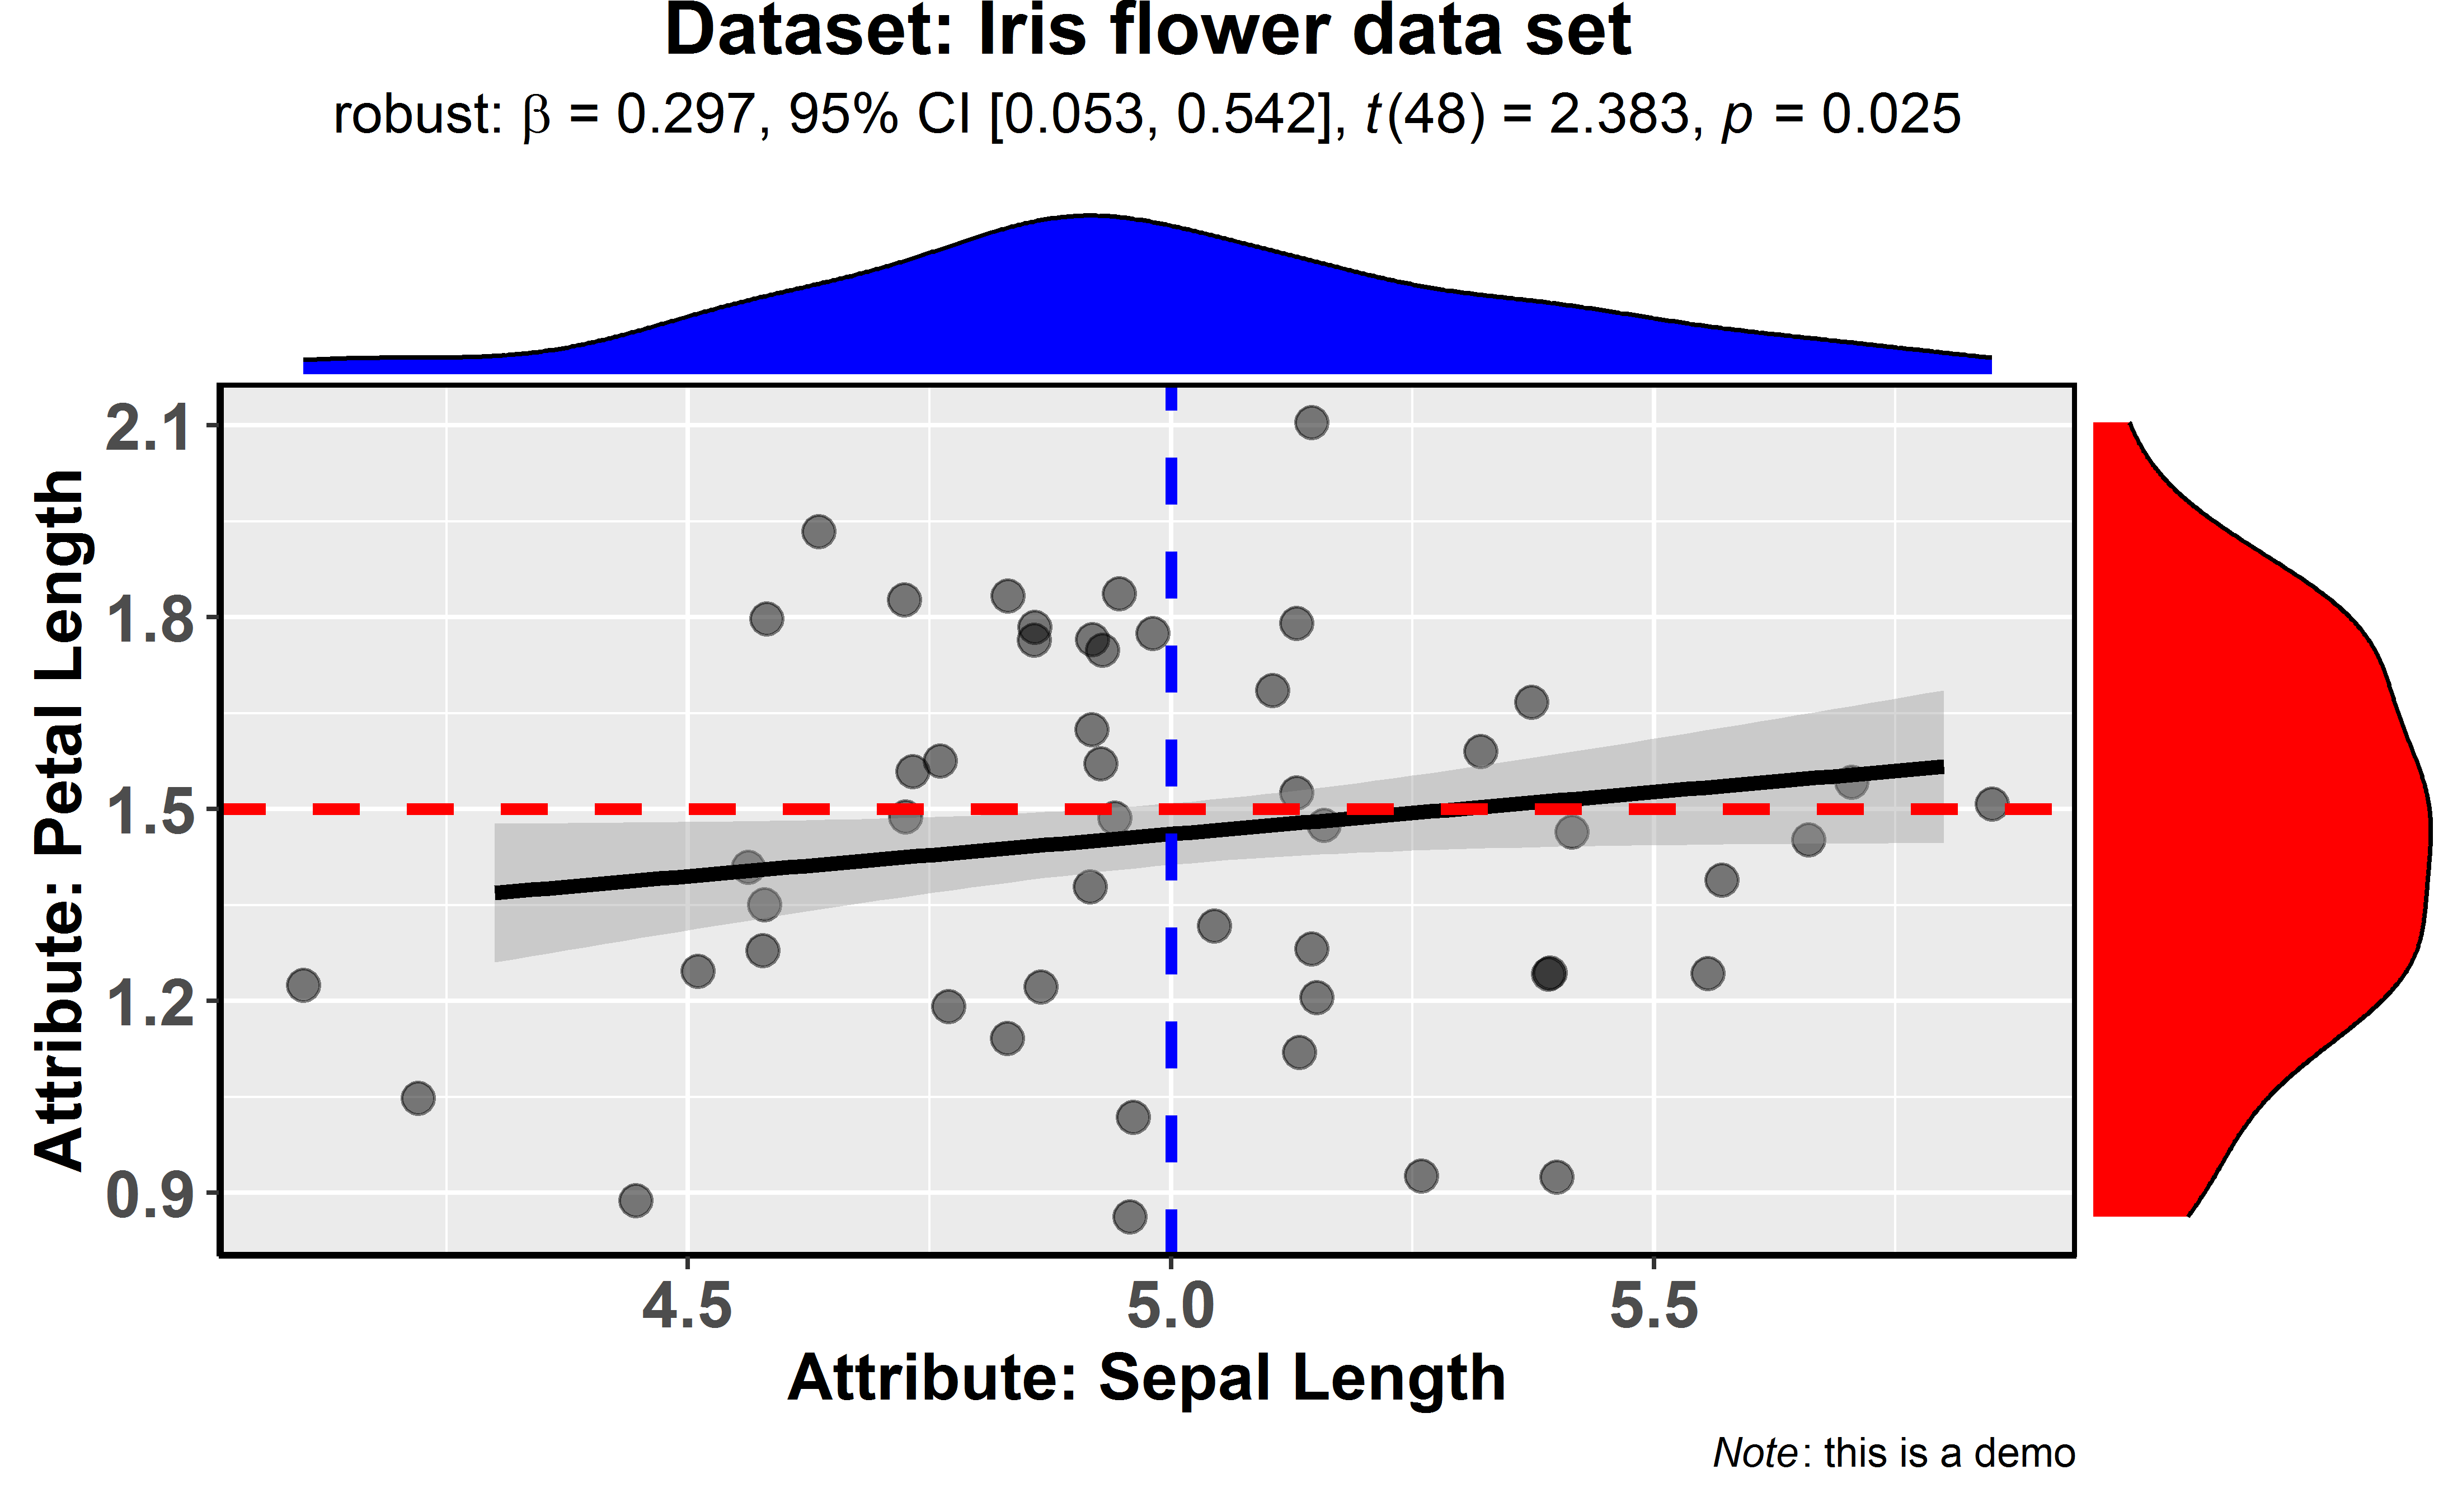 Dataset: Iris flower data set
robust: β = 0.297, 95% CI [0.053, 0.542], t(48) = 2.383, p = 0.025
2.1
1.8
1.5
1.2
0.9
Attribute: Petal Length
4.5 5.0 5.5
Attribute: Sepal Length
Note: this is a demo